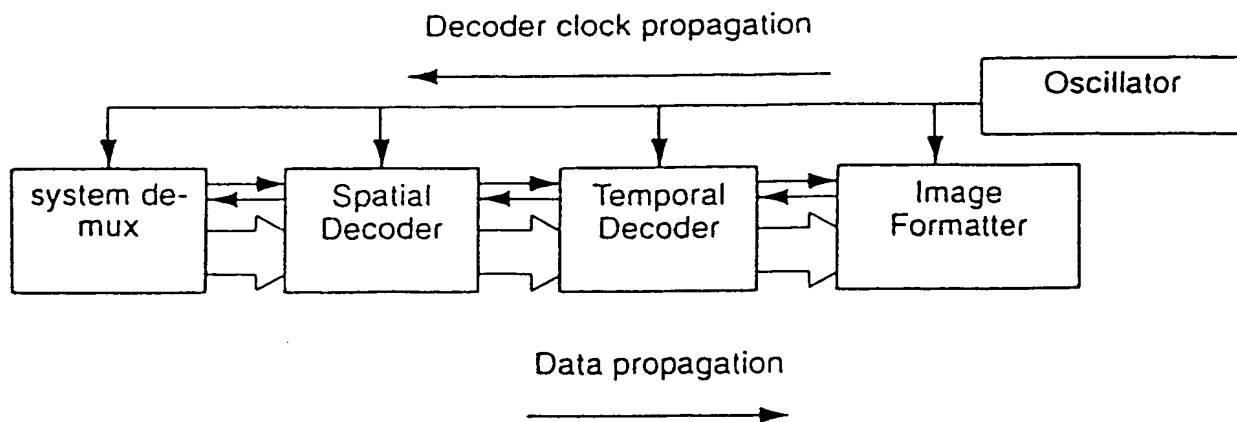 Decoder clock propagation
Oscillator
system de-
mux
Spatial
Decoder
Temporal
Decoder
Image
Formatter
Data propagation